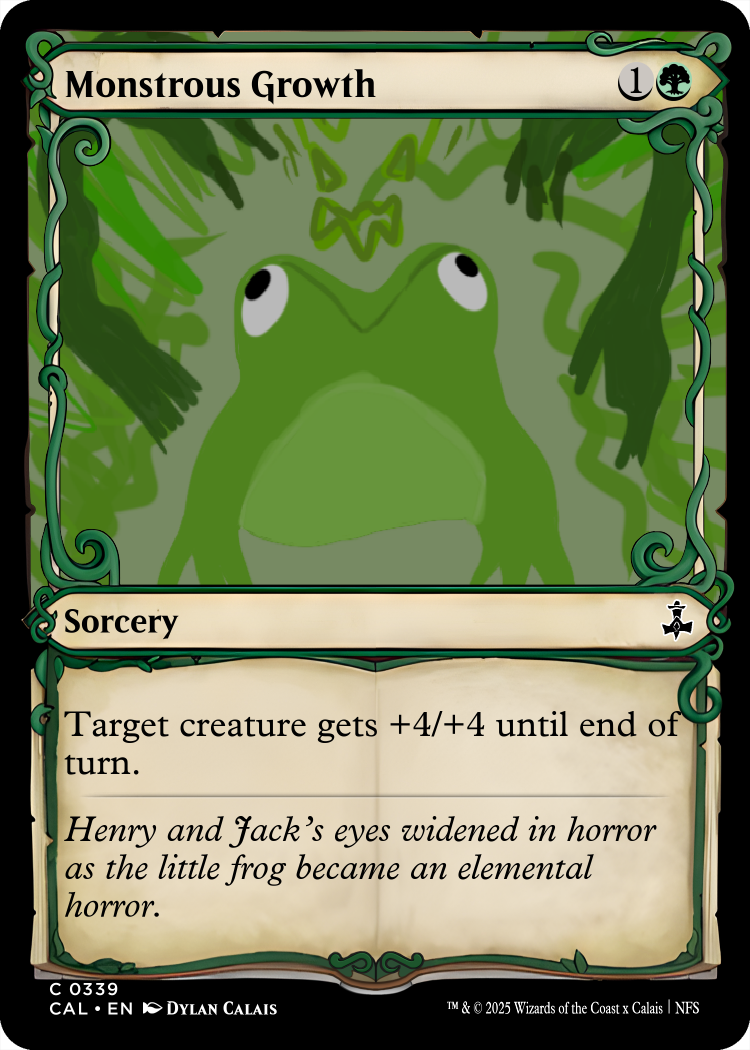 Monstrous Growth 1
Sorcery
Target creature gets +4/+4 until end of
turn.
Henry and Jack's eyes widened in horror
as the little frog became an elemental
horror.
C 0339
CAL • EN Dylan Calais
™ & © 2025 Wizards of the Coast x Calais | NFS